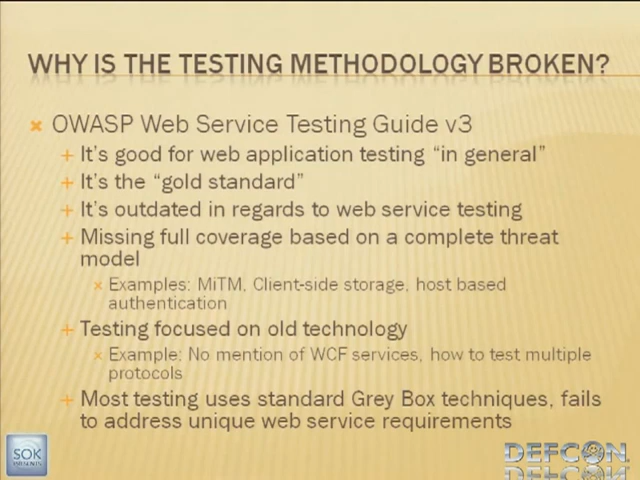 WHY IS THE TESTING METHODOLOGY BROKEN?
OWASP Web Service Testing Guide v3
It's good for web application testing “in general”
It's the “gold standard”
It's outdated in regards to web service testing
Missing full coverage based on a complete threat
model
Examples: MiTM, Client-side storage, host based
authentication
Testing focused on old technology
Example: No mention of WCF services, how to test multiple
protocols
Most testing uses standard Grey Box techniques, fails
to address unique web service requirements
SOK
PRESENTS
DEFCON